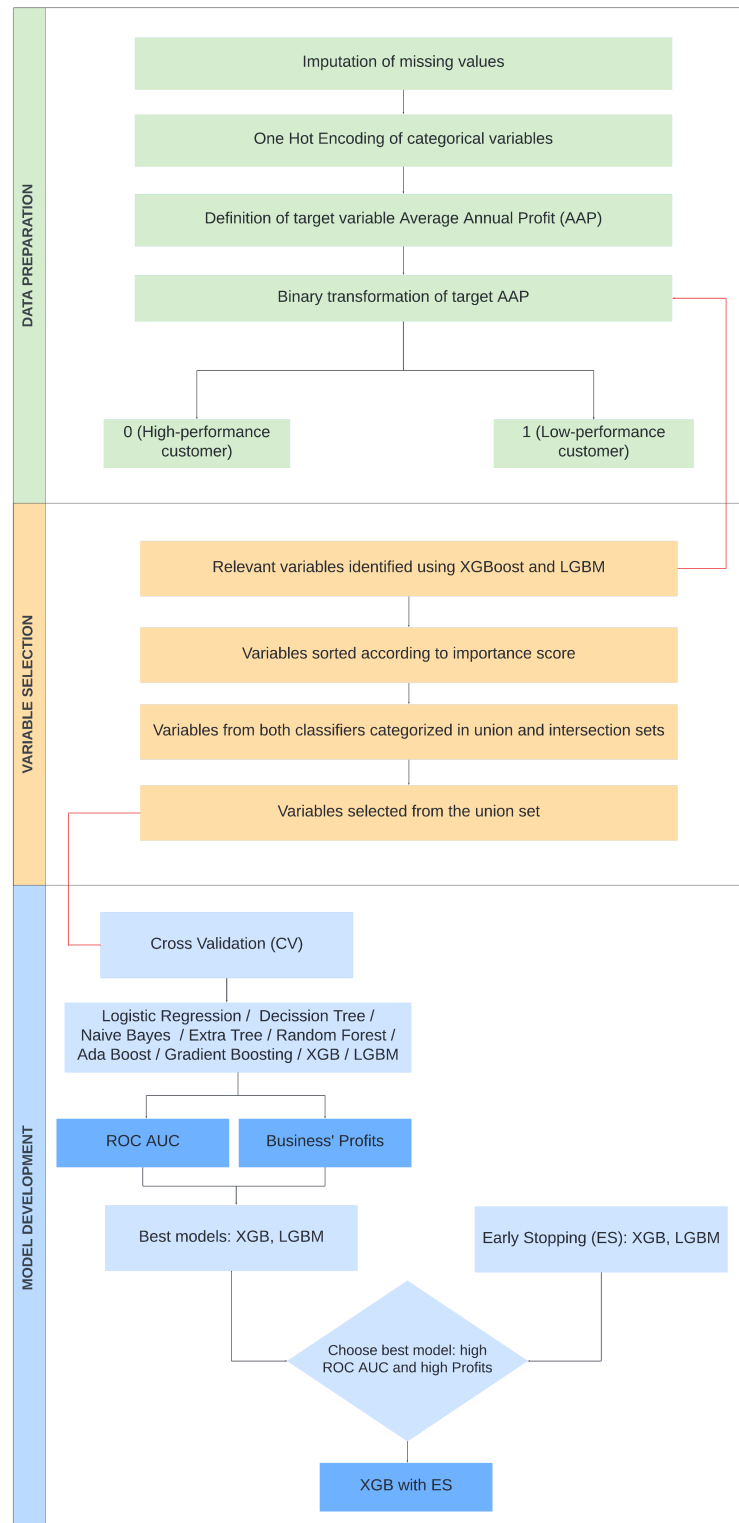 DATA PREPARATION
Imputation of missing values
One Hot Encoding of categorical variables
Definition of target variable Average Annual Profit (AAP)
Binary transformation of target AAP
0 (High-performance
customer)
1 (Low-performance
customer)
VARIABLE SELECTION
Relevant variables identified using XGBoost and LGBM
Variables sorted according to importance score
Variables from both classifiers categorized in union and intersection sets
Variables selected from the union set
MODEL DEVELOPMENT
Cross Validation (CV)
Logistic Regression / Decission Tree /
Naive Bayes / Extra Tree / Random Forest /
Ada Boost / Gradient Boosting / XGB / LGBM
ROC AUC
Business' Profits
Best models: XGB, LGBM
Early Stopping (ES): XGB, LGBM
Choose best model: high
ROC AUC and high Profits
XGB with ES